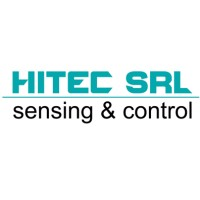 HITEC SRL
sensing & control